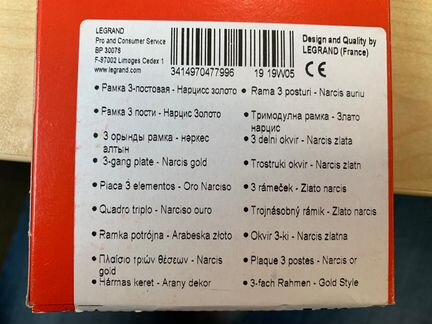 LEGRAND
Pro and Consumer Service
BP 30076
F-87002 Limoges Cedex 1
www.legrand.com
3414970477996
19 19W05
Design and Quality by
LEGRAND (France)
CE
• Рамка 3-постовая - Нарцисс золото
• Рамка 3 пости - Нарцис Золото
• 3 орынды рамка - нәркес
алтын
• 3-gang plate - Narcis gold
• Placa 3 elementos - Oro Narciso
• Quadro triplo - Narciso ouro
• Ramka potrójna - Arabeska złoto
• Πλαίσιο τριών θέσεων - Narcis
gold
• Hármas keret - Arany dekor
• Rama 3 posturi - Narcis auriu
• Тримодулна рамка - Злато
нарцис
• 3 delni okvir - Narcis zlata
• Trostruki okvir - Narcis zlatn
• 3 rámeček - Zlato narcis
• Trojnásobný rámik - Zlato narcis
• Okvir 3-ki - Narcis zlatna
• Plaque 3 postes - Narcis or
• 3-fach Rahmen - Gold Style